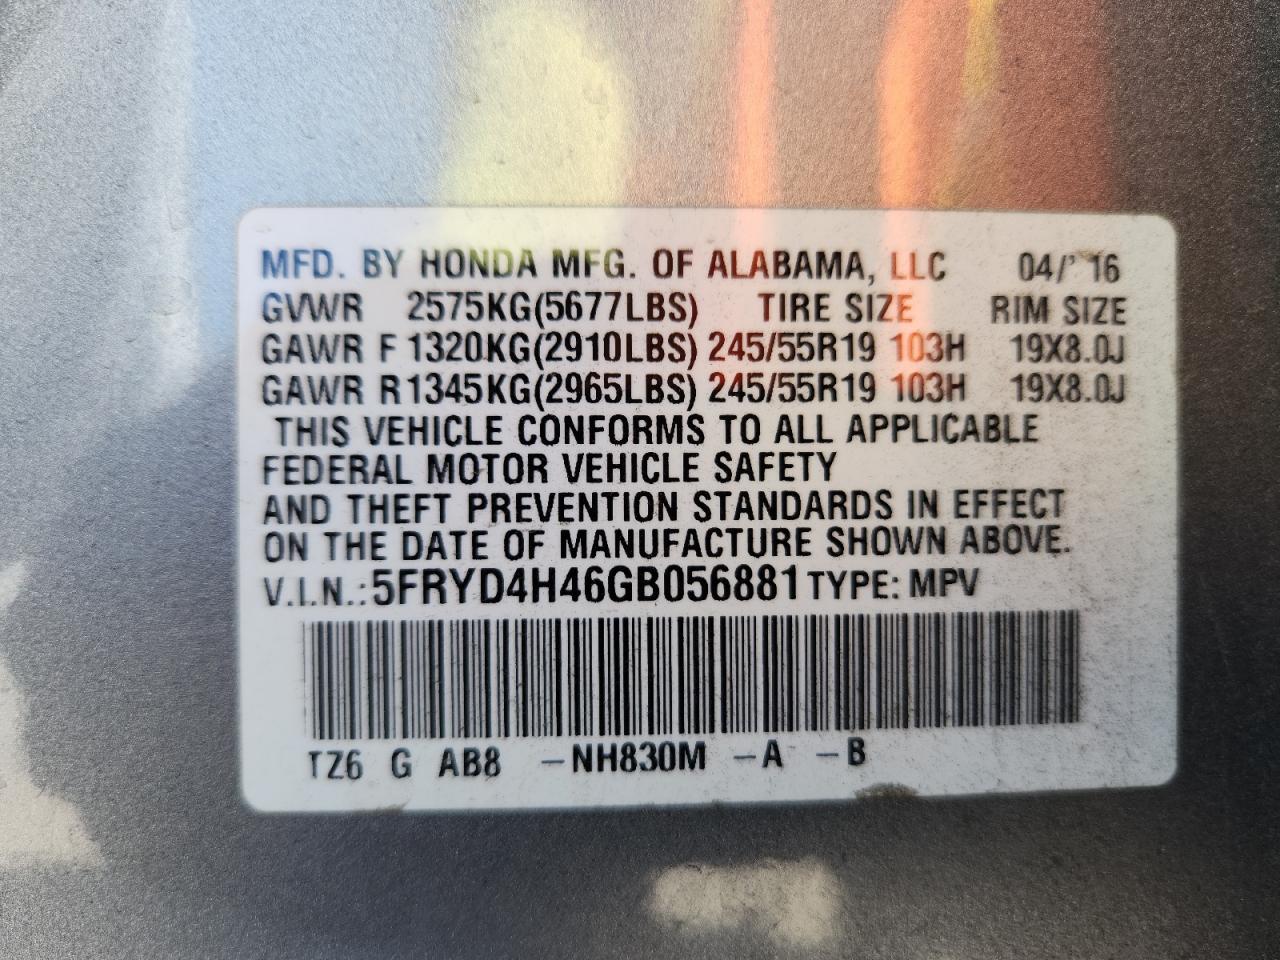 MFD. BY HONDA MFG. OF ALABAMA, LLC 04/' 16
GVWR 2575KG(5677LBS) TIRE SIZE RIM SIZE
GAWR F 1320KG(2910LBS) 245/55R19 103H 19X8.0J
GAWR R 1345KG(2965LBS) 245/55R19 103H 19X8.0J
THIS VEHICLE CONFORMS TO ALL APPLICABLE
FEDERAL MOTOR VEHICLE SAFETY
AND THEFT PREVENTION STANDARDS IN EFFECT
ON THE DATE OF MANUFACTURE SHOWN ABOVE.
V.I.N.: 5FRYD4H46GB056881 TYPE: MPV
TZ6 G AB8 -NH830M -A -B